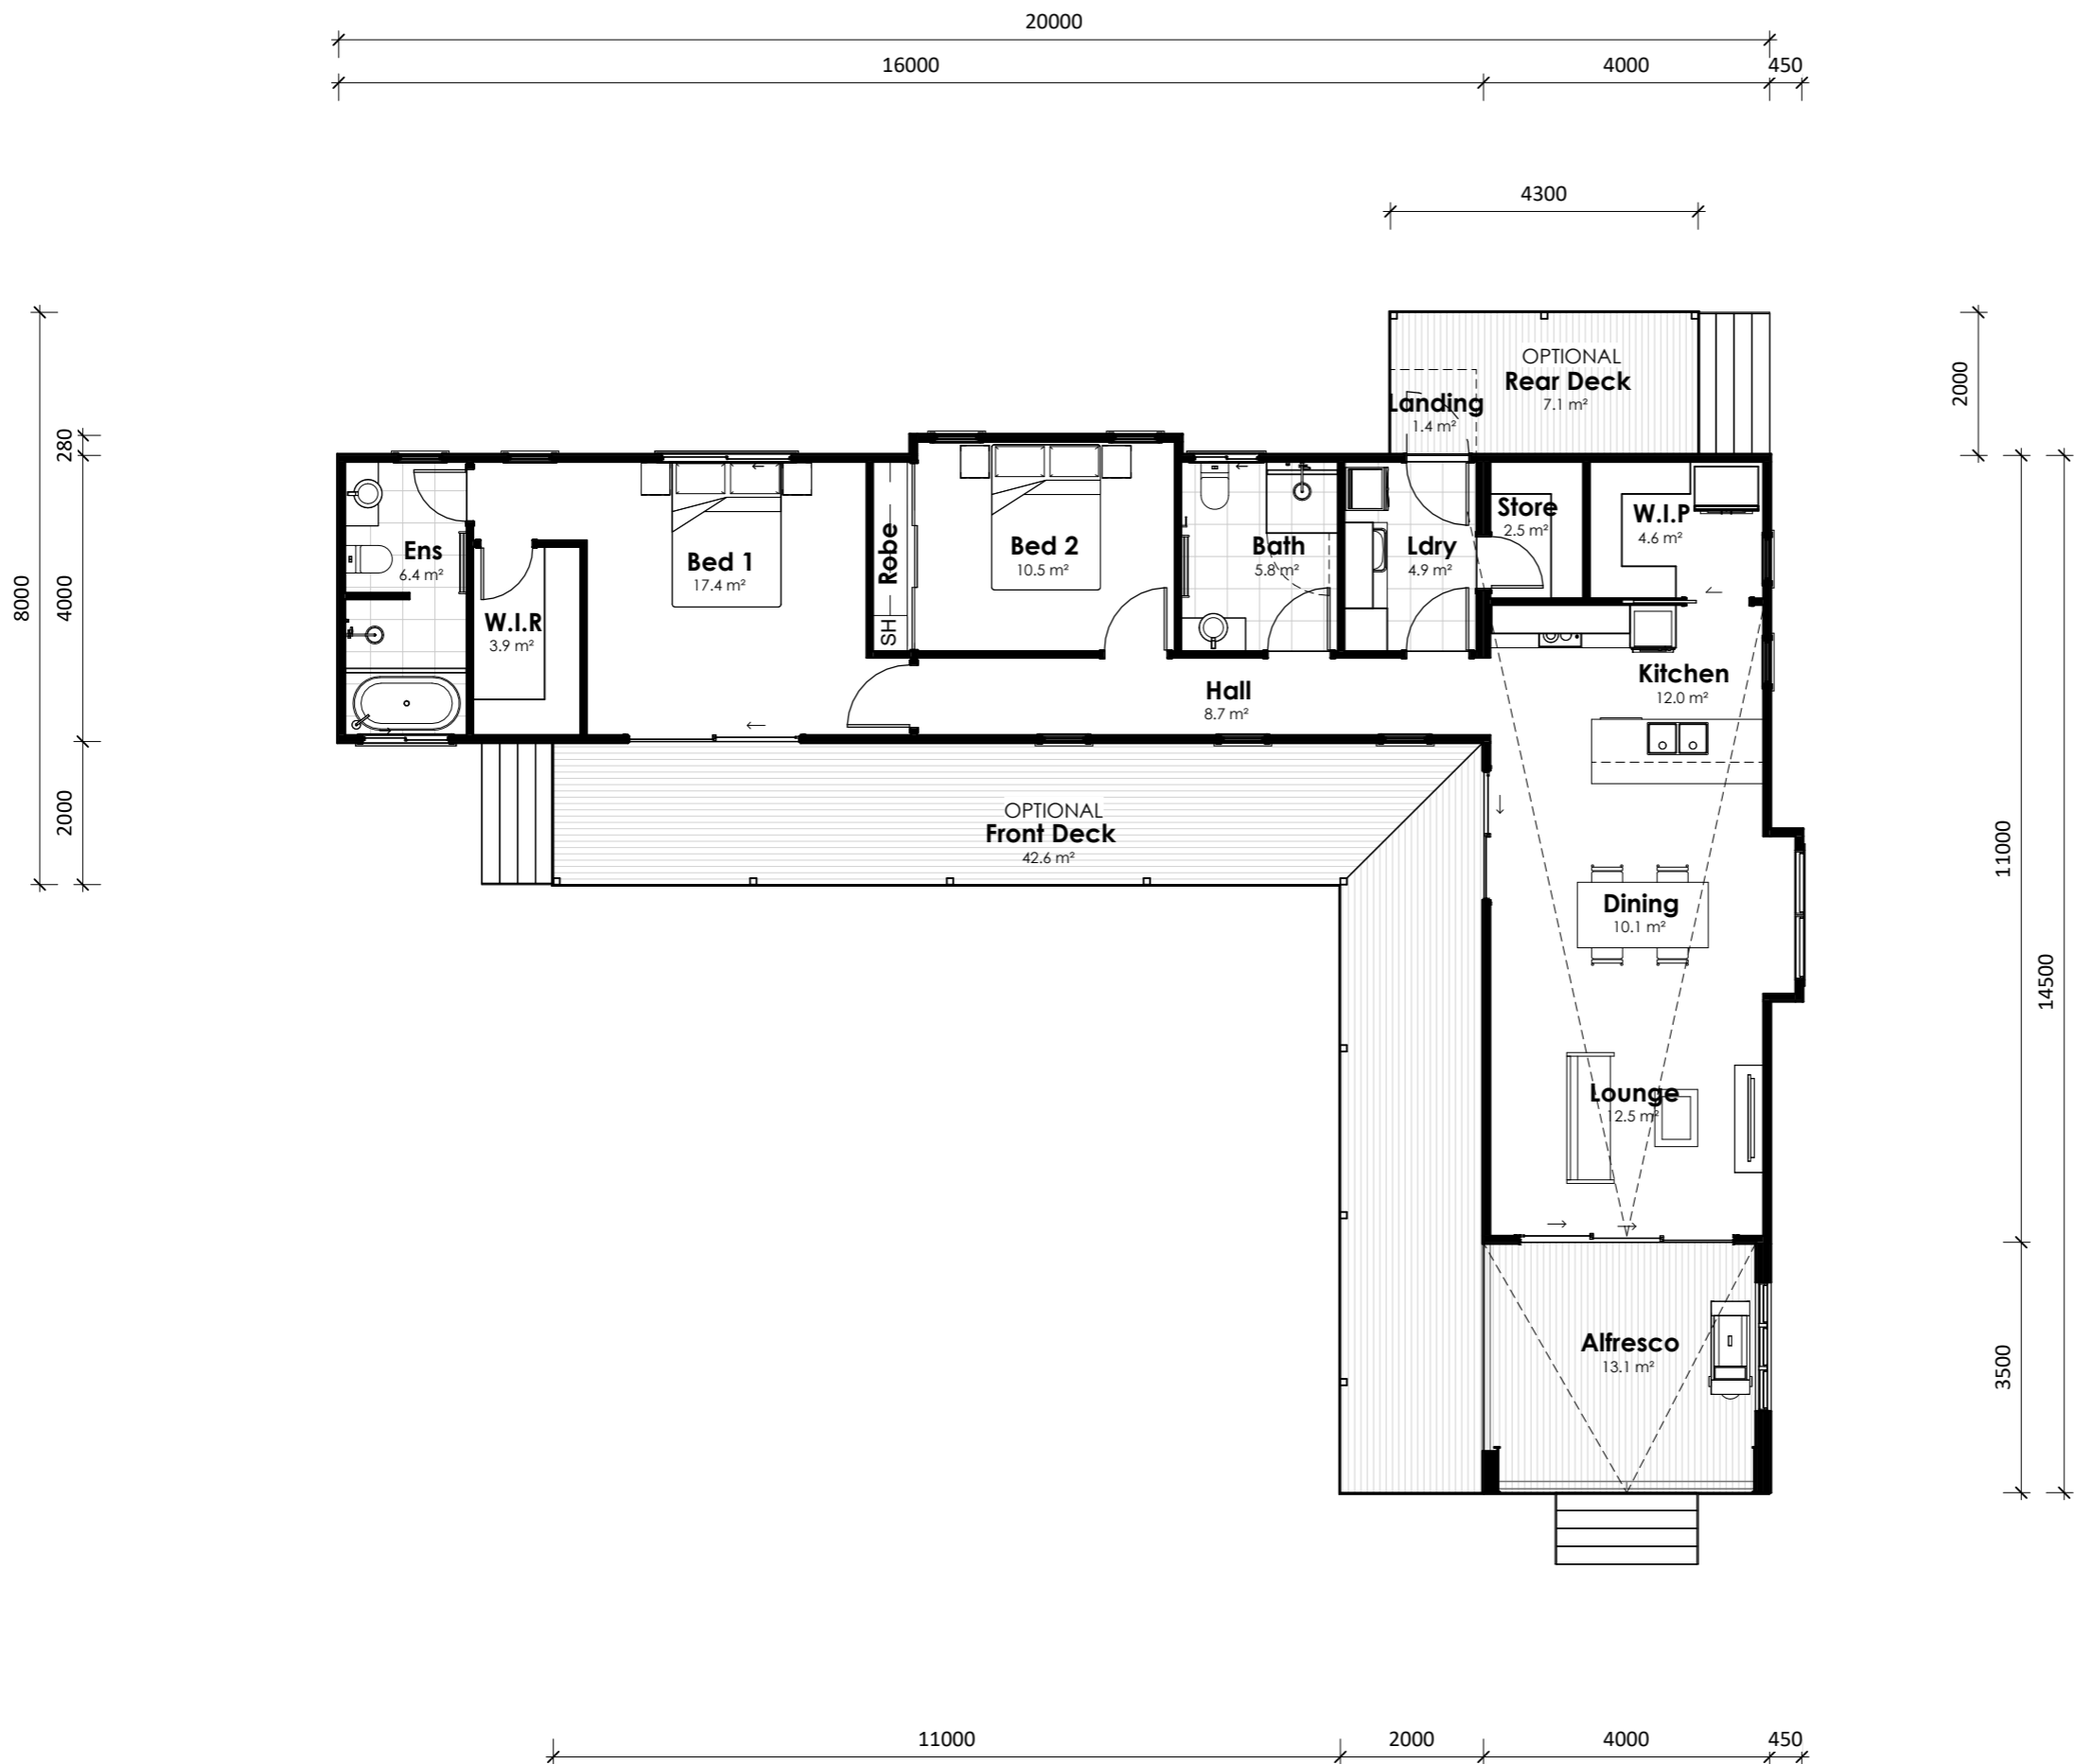 20000
16000
4000
450
4300
OPTIONAL
Rear Deck
7.1 m²
Landing
1.4 m²
2000
280
8000
4000
2000
Ens
6.4 m²
W.I.R
3.9 m²
Bed 1
17.4 m²
Robe
SH
Bed 2
10.5 m²
Bath
5.8 m²
Ldry
4.9 m²
Store
2.5 m²
W.I.P
4.6 m²
Hall
8.7 m²
Kitchen
12.0 m²
OPTIONAL
Front Deck
42.6 m²
Dining
10.1 m²
11000
14500
Lounge
12.5 m²
Alfresco
13.1 m²
3500
11000
2000
4000
450